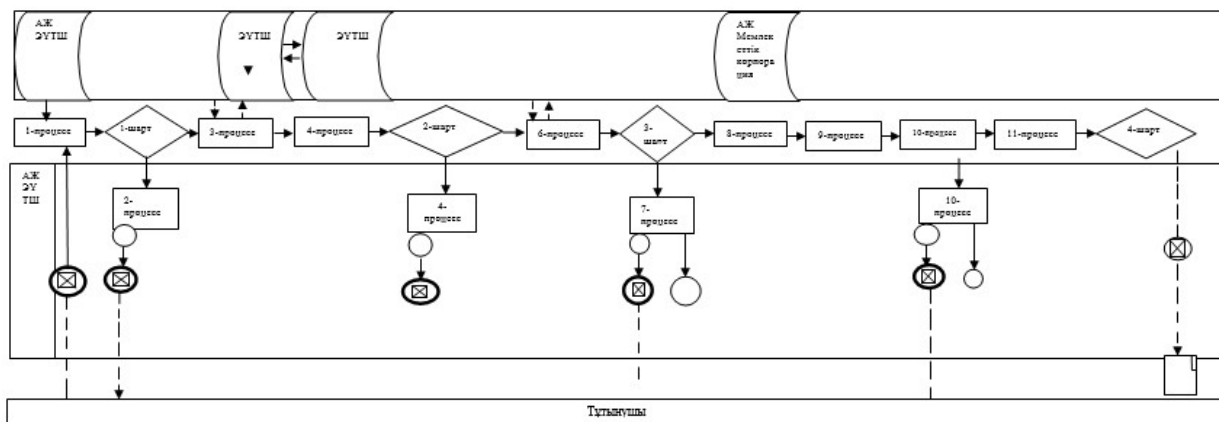 АЖ
ЭҮТШ
ЭҮТШ
ЭҮТШ
АЖ
Мемлек
еттік
корпора
ция
1-процесс
1-шарт
3-процесс
4-процесс
2-шарт
6-процесс
3-
шарт
8-процесс
9-процесс
10-процесс
11-процесс
4-шарт
АЖ
ЭҮ
ТШ
2-
процесс
4-
процесс
7-
процесс
10-
процесс
Тұтынушы